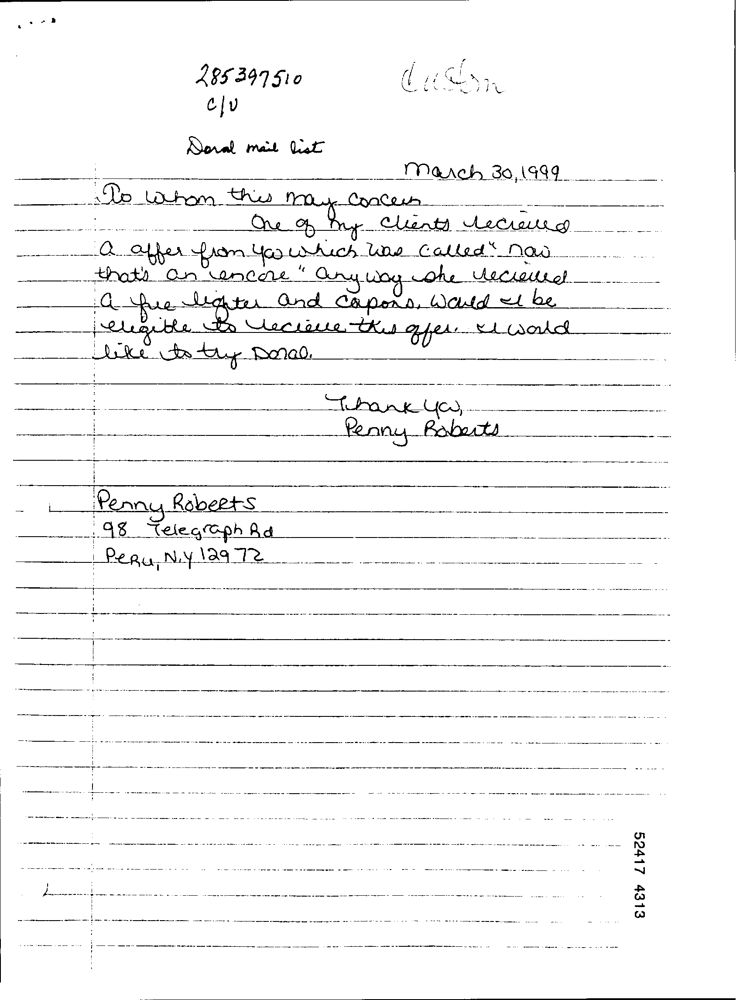 285397510
Custom
c/u
Doral mail list
March 30, 1999
To whom this may concern
One of my clients recieved
a offer from you which was called "now
that's an encore" anyway she recieved
a free lighter and capons, Would I be
eligible to recieve this offer. I would
like to try Doral.
Thank you,
Penny Roberts
Penny Roberts
98 Telegraph Rd
Peru, N.Y 12972
52417 4313